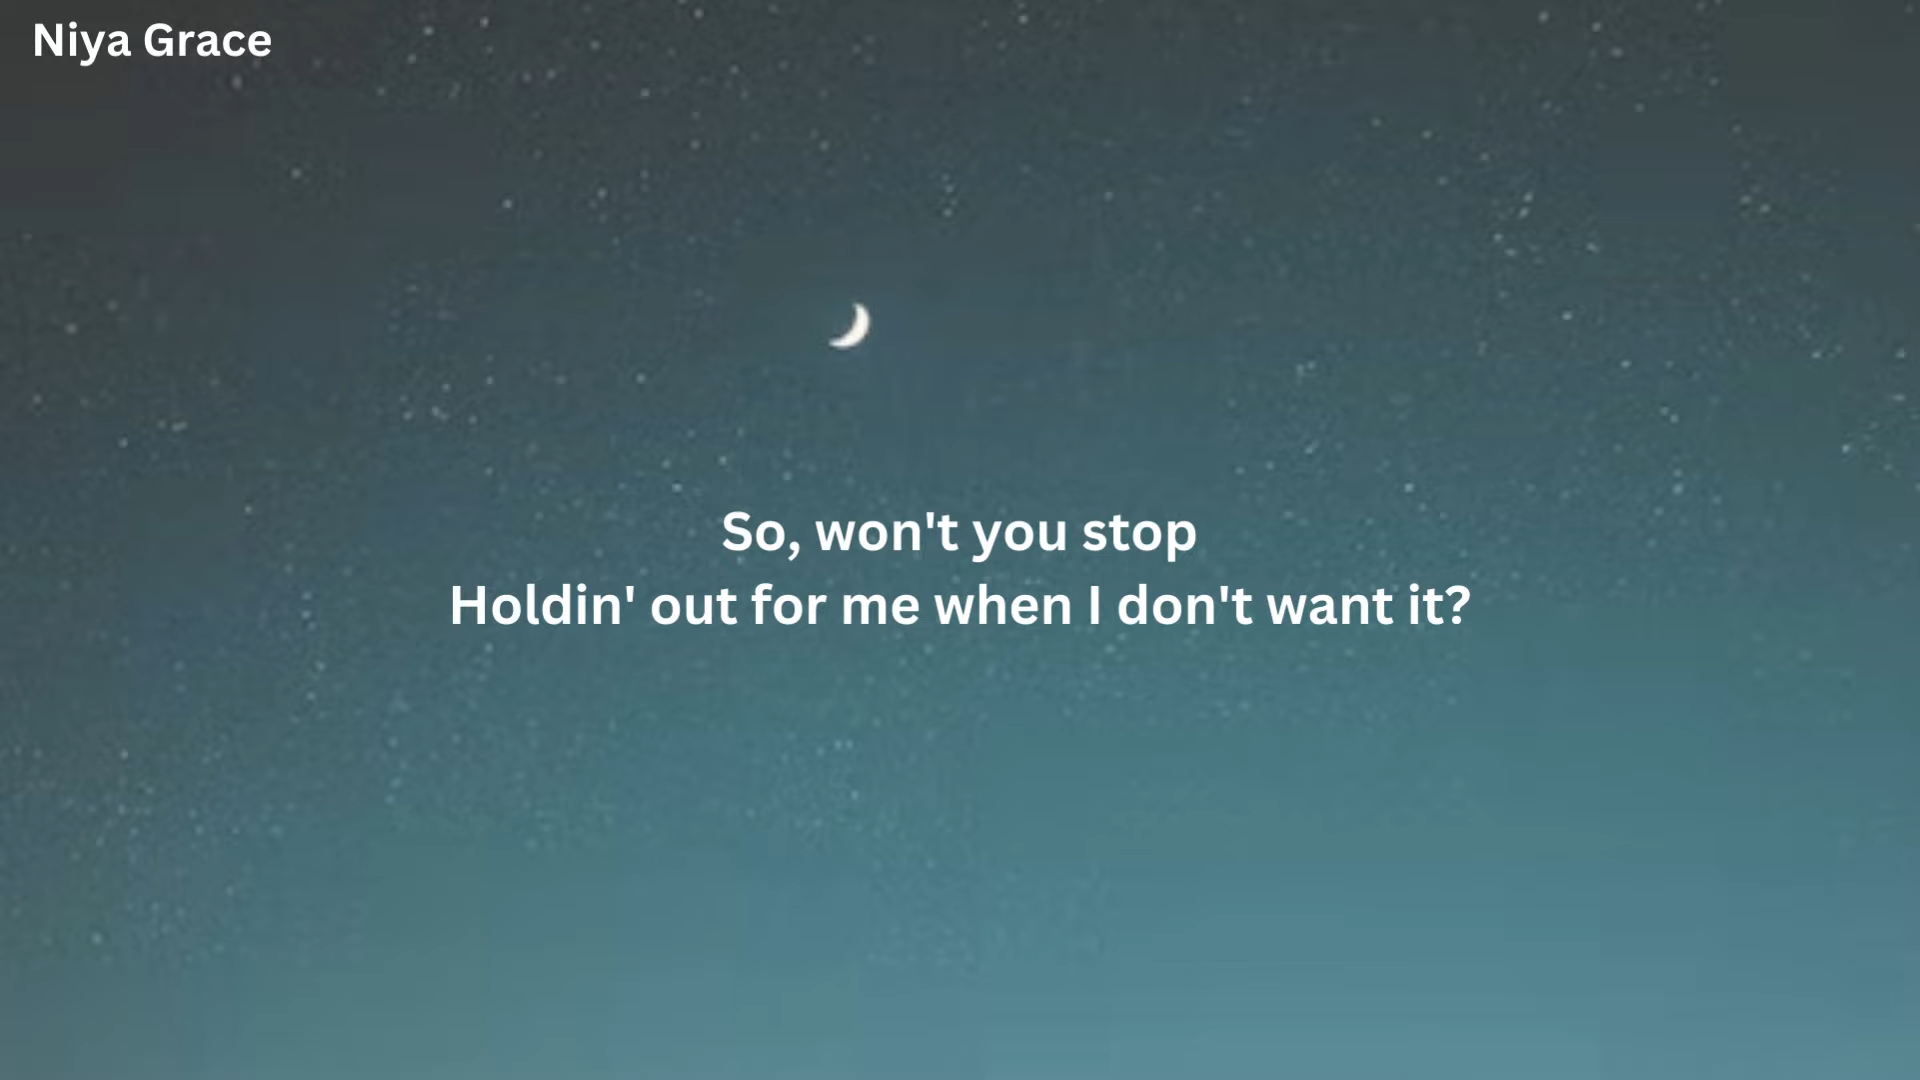 Niya Grace
So, won't you stop
Holdin' out for me when I don't want it?